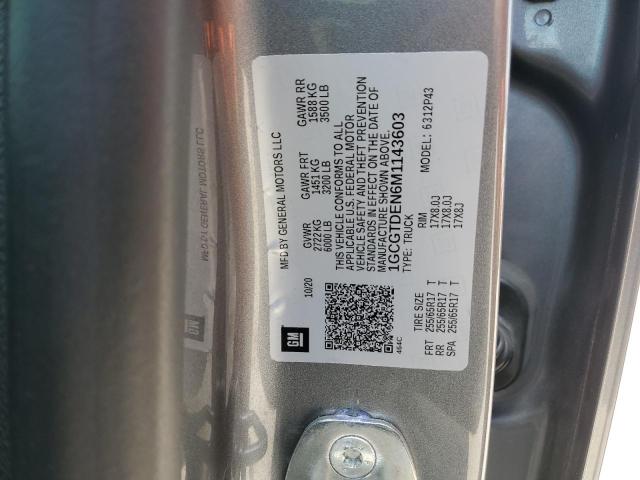 MFD BY GENERAL MOTORS LLC
10/20
GVWR GAWR FRT GAWR RR
2722 KG 1451 KG 1588 KG
6000 LB 3200 LB 3500 LB
THIS VEHICLE CONFORMS TO ALL
APPLICABLE U.S. FEDERAL MOTOR
VEHICLE SAFETY AND THEFT PREVENTION
STANDARDS IN EFFECT ON THE DATE OF
MANUFACTURE SHOWN ABOVE.
1GCGTDEN6M1143603
TYPE: TRUCK MODEL: 6312P43
TIRE SIZE RIM
FRT 255/65R17 T 17X8.0J
RR 255/65R17 T 17X8.0J
SPA 255/65R17 T 17X8J
GM
464C